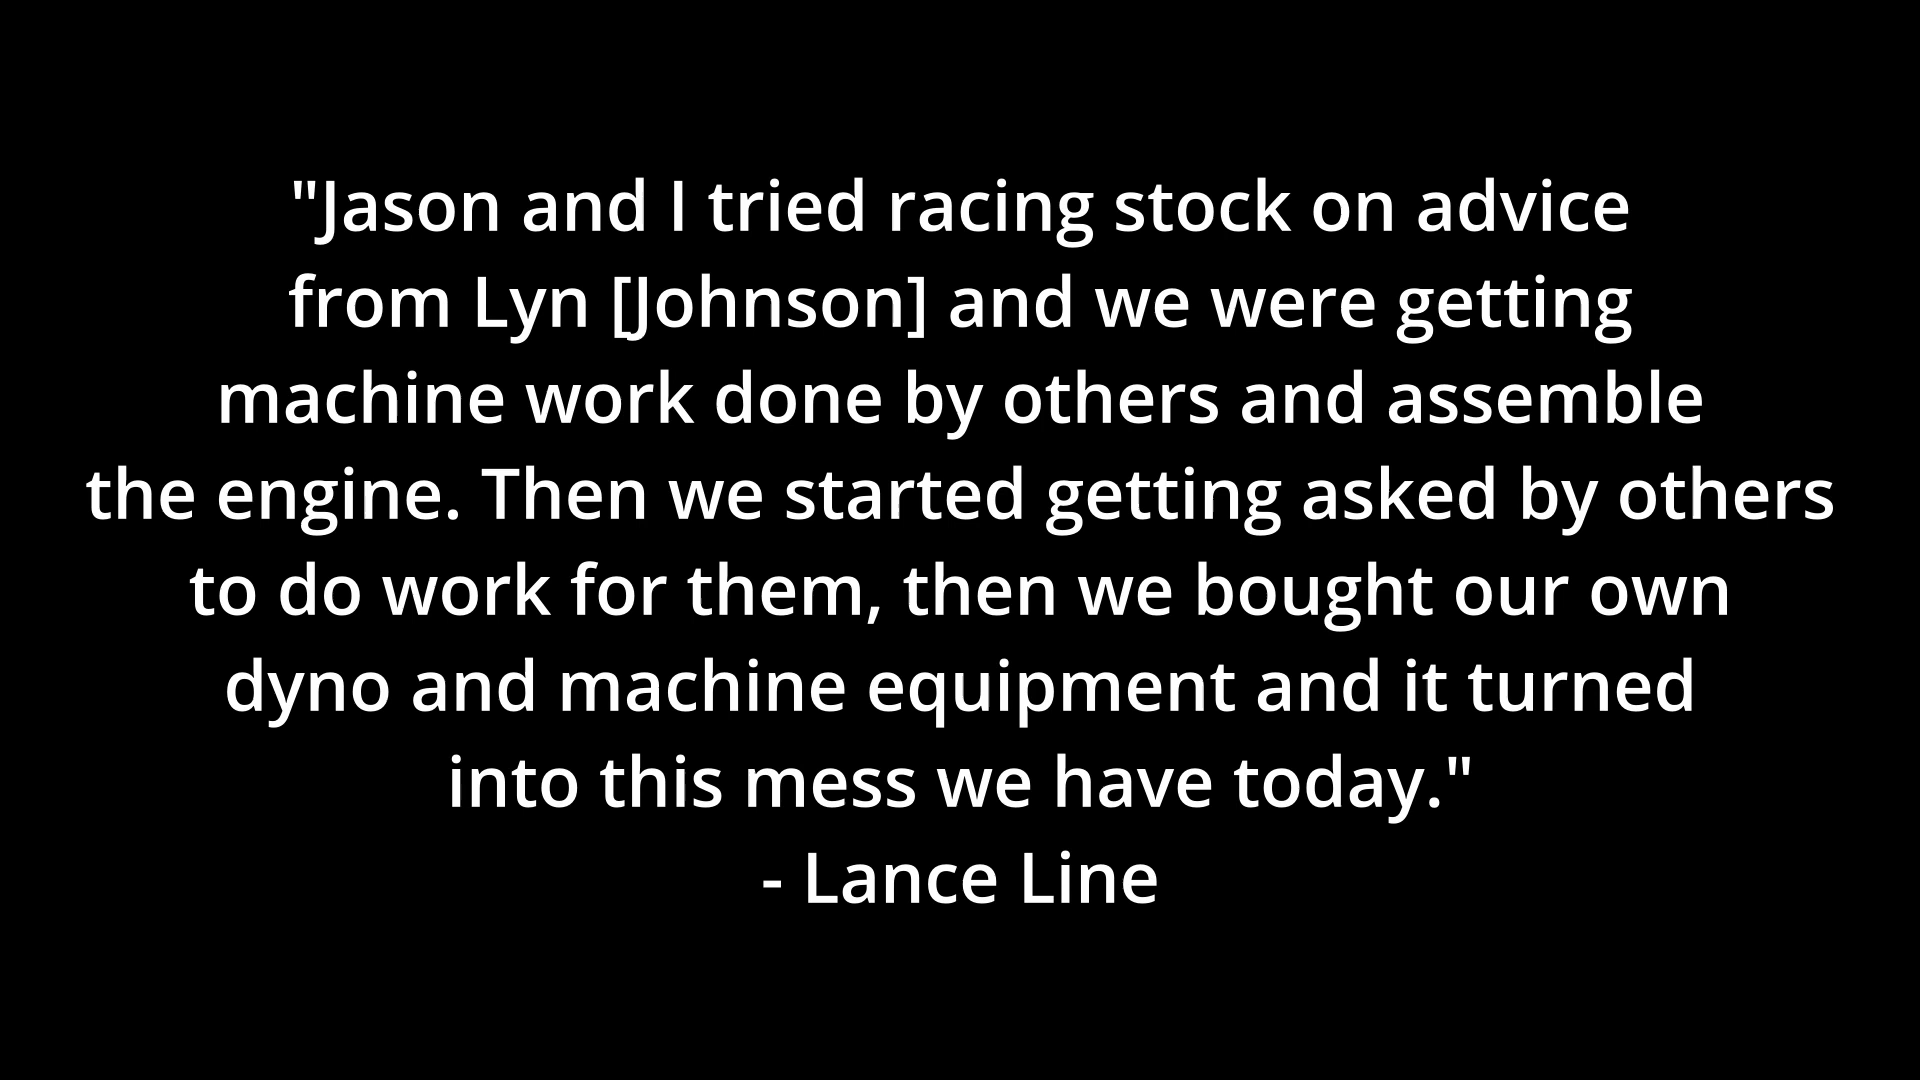 "Jason and I tried racing stock on advice
from Lyn [Johnson] and we were getting
machine work done by others and assemble
the engine. Then we started getting asked by others
to do work for them, then we bought our own
dyno and machine equipment and it turned
into this mess we have today."
- Lance Line